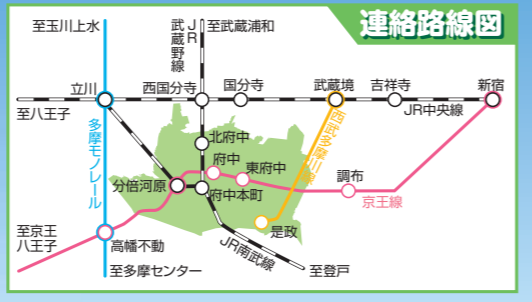 連絡路線図
至玉川上水
JR武蔵野線
至武蔵浦和
立川
西国分寺
国分寺
武蔵境
吉祥寺
新宿
至八王子
JR中央線
多摩モノレール
北府中
西武多摩川線
府中
東府中
分倍河原
府中本町
調布
京王線
至京王八王子
高幡不動
是政
JR南武線
至多摩センター
至登戸